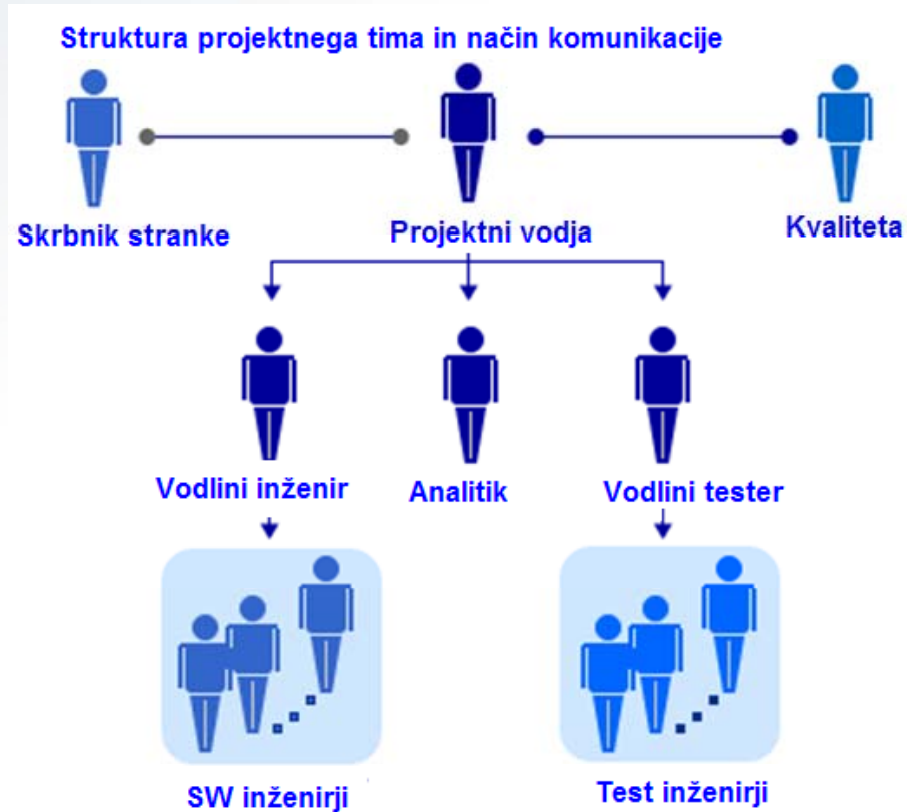 Struktura projektnega tima in način komunikacije
Skrbnik stranke
Projektni vodja
Kvaliteta
Vodlini inženir
Analitik
Vodlini tester
SW inženirji
Test inženirji